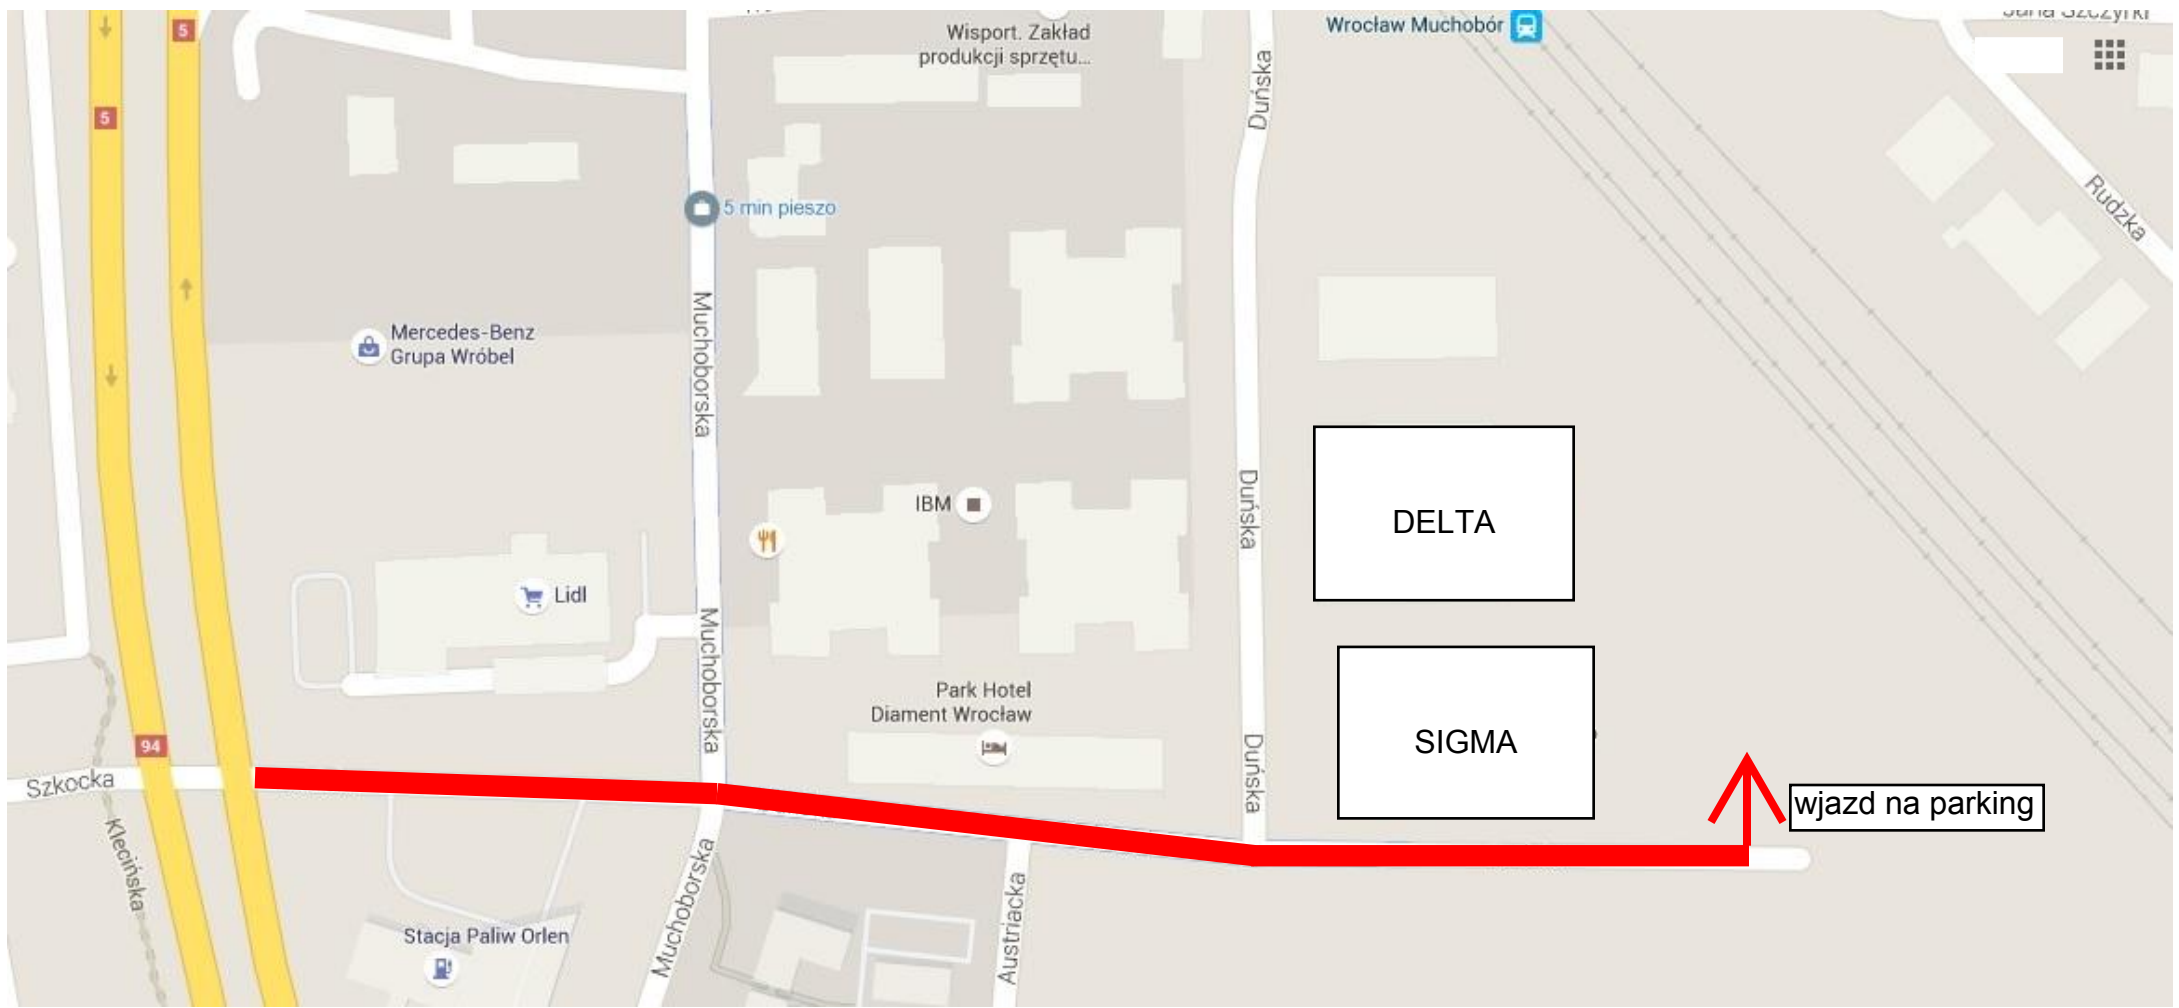 5
Wisport. Zakład
produkcji sprzętu...
Wrocław Muchobór
Jana Szczyrki
5
Duńska
5 min pieszo
Rudzka
Mercedes-Benz
Grupa Wróbel
Muchoborska
DELTA
IBM
Duńska
Lidl
Muchoborska
Park Hotel
Diament Wrocław
94
SIGMA
Duńska
Szkocka
wjazd na parking
Klecińska
Muchoborska
Austriacka
Stacja Paliw Orlen